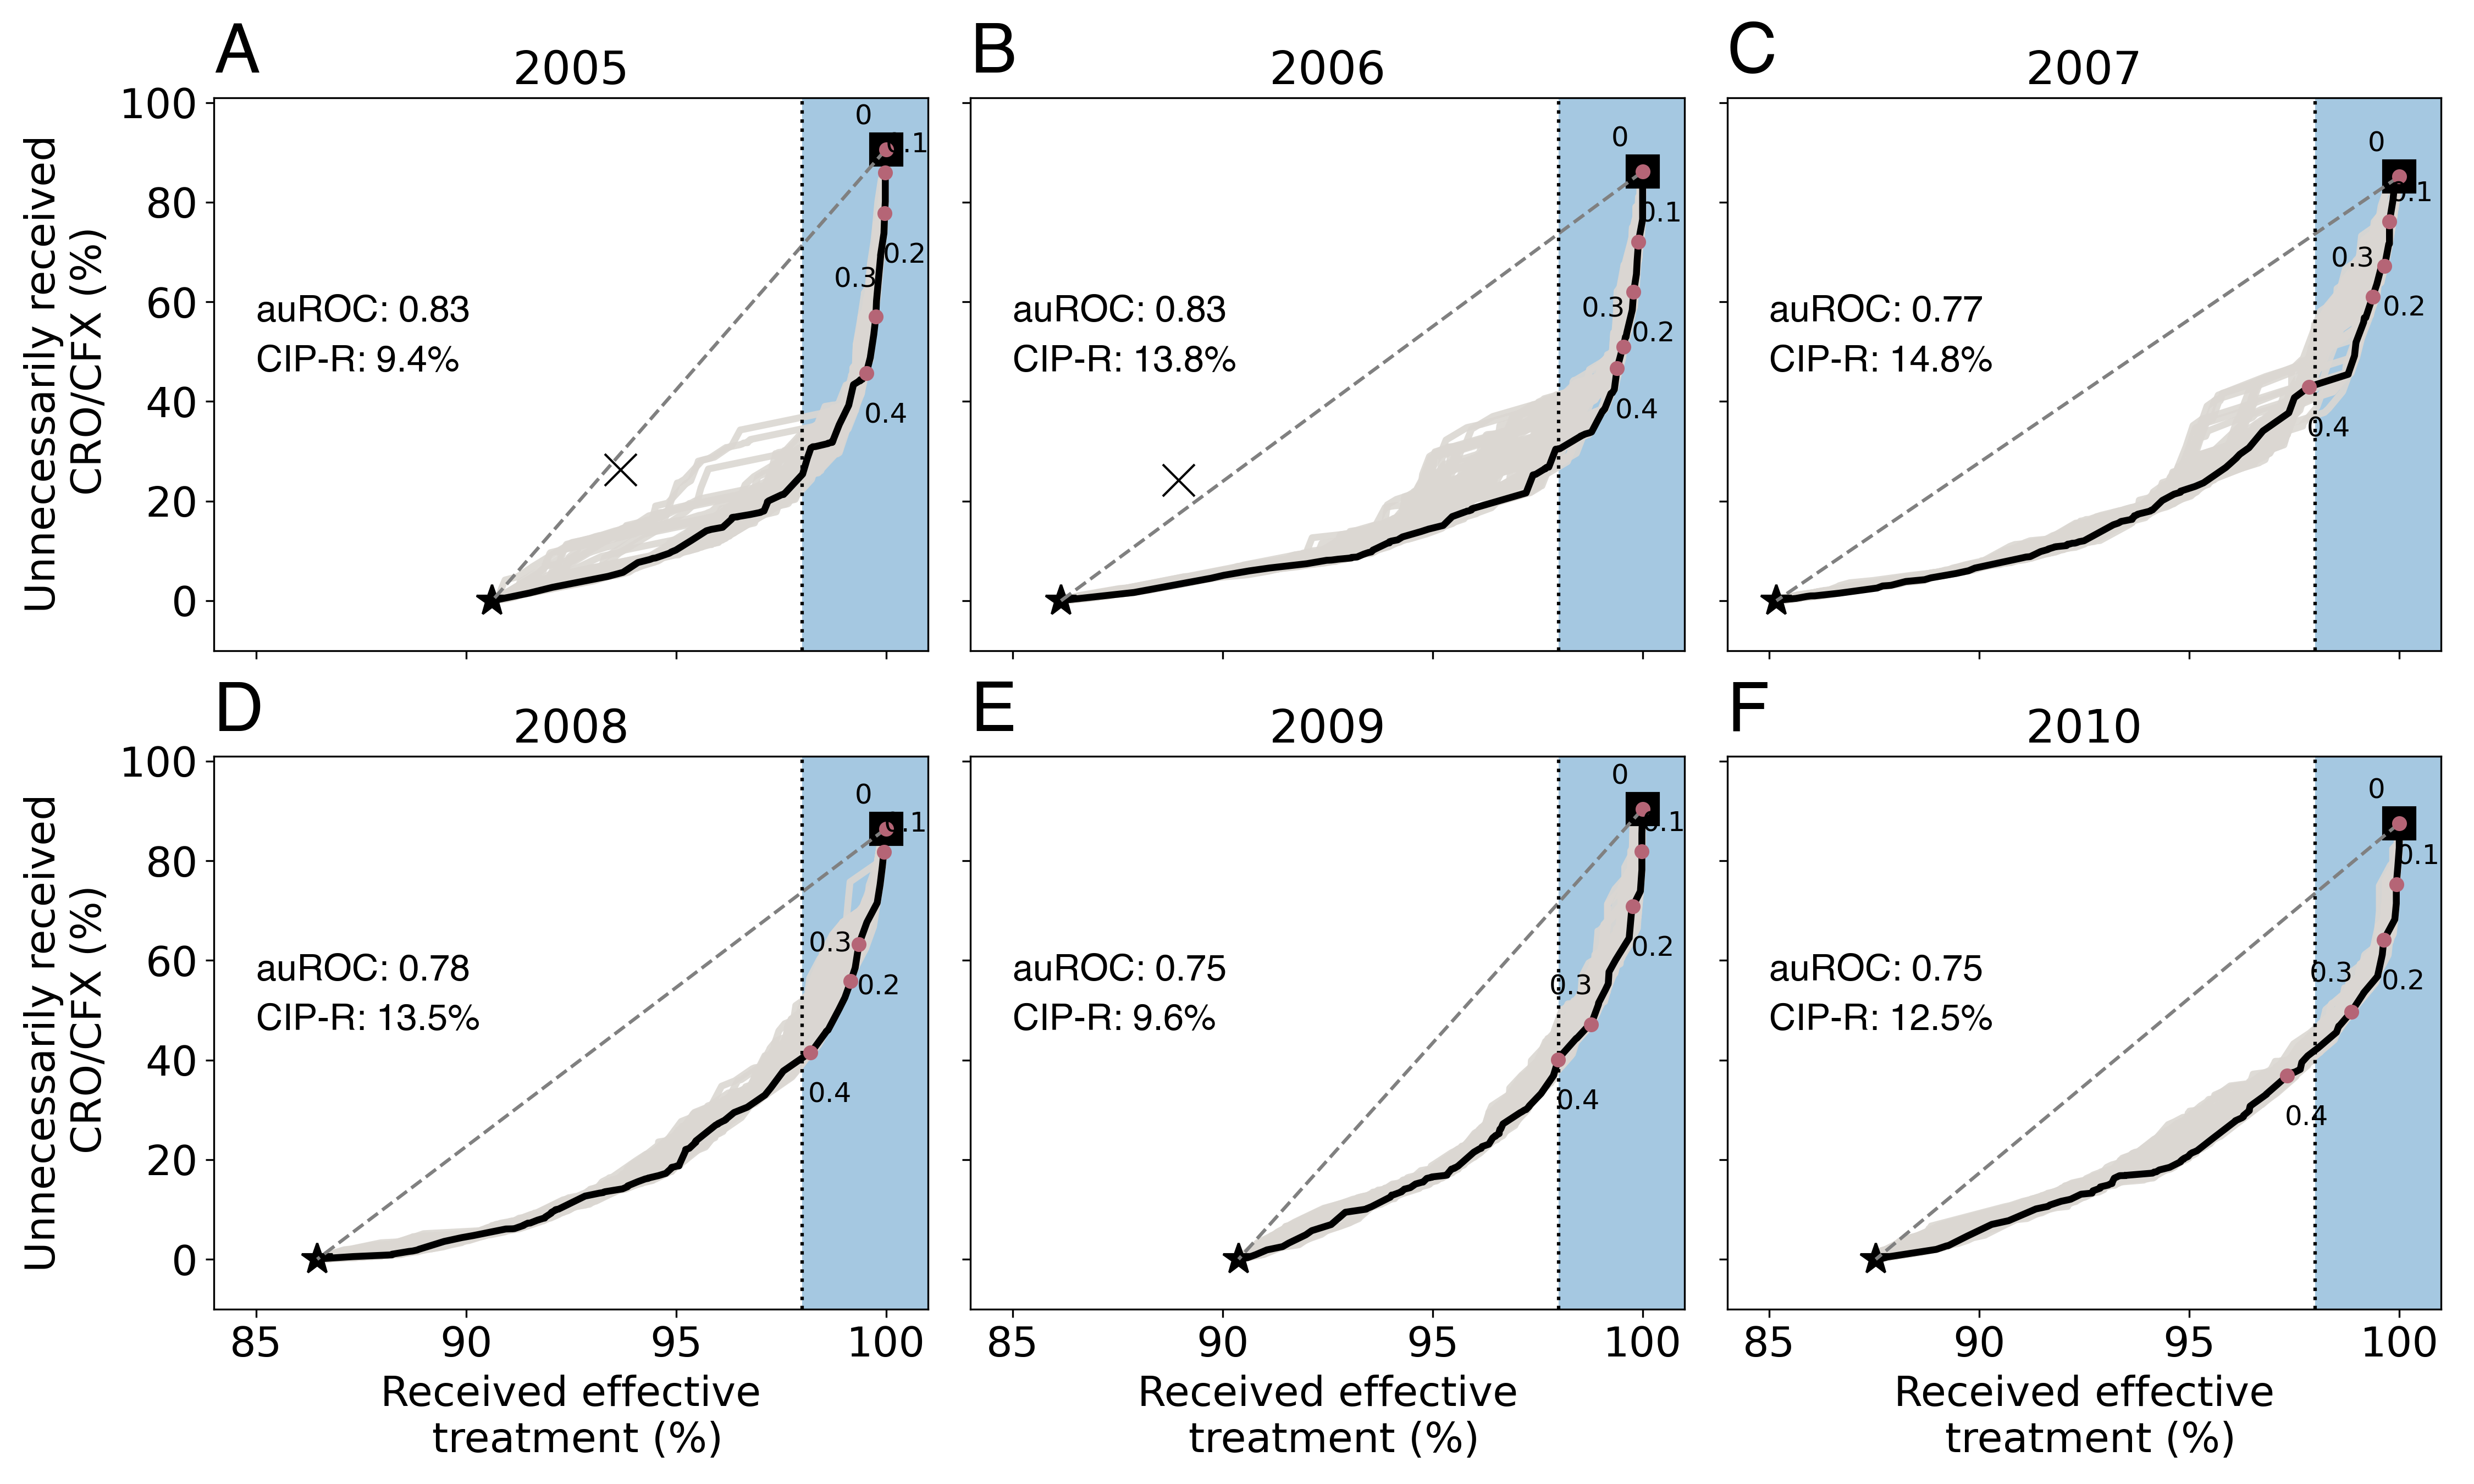 A
2005
B
2006
C
2007
Unnecessarily received
CRO/CFX (%)
100
80
60
40
20
0
0
0.2
0.3
0.4
auROC: 0.83
CIP-R: 9.4%
0
0.1
0.3
0.2
0.4
auROC: 0.83
CIP-R: 13.8%
0
0.1
0.3
0.2
0.4
auROC: 0.77
CIP-R: 14.8%
D
2008
E
2009
F
2010
Unnecessarily received
CRO/CFX (%)
100
80
60
40
20
0
0
.1
0.3
0.2
0.4
auROC: 0.78
CIP-R: 13.5%
0
0.1
0.2
0.3
0.4
auROC: 0.75
CIP-R: 9.6%
0
0.1
0.3
0.2
0.4
auROC: 0.75
CIP-R: 12.5%
85 90 95 100
85 90 95 100
85 90 95 100
Received effective
treatment (%)
Received effective
treatment (%)
Received effective
treatment (%)